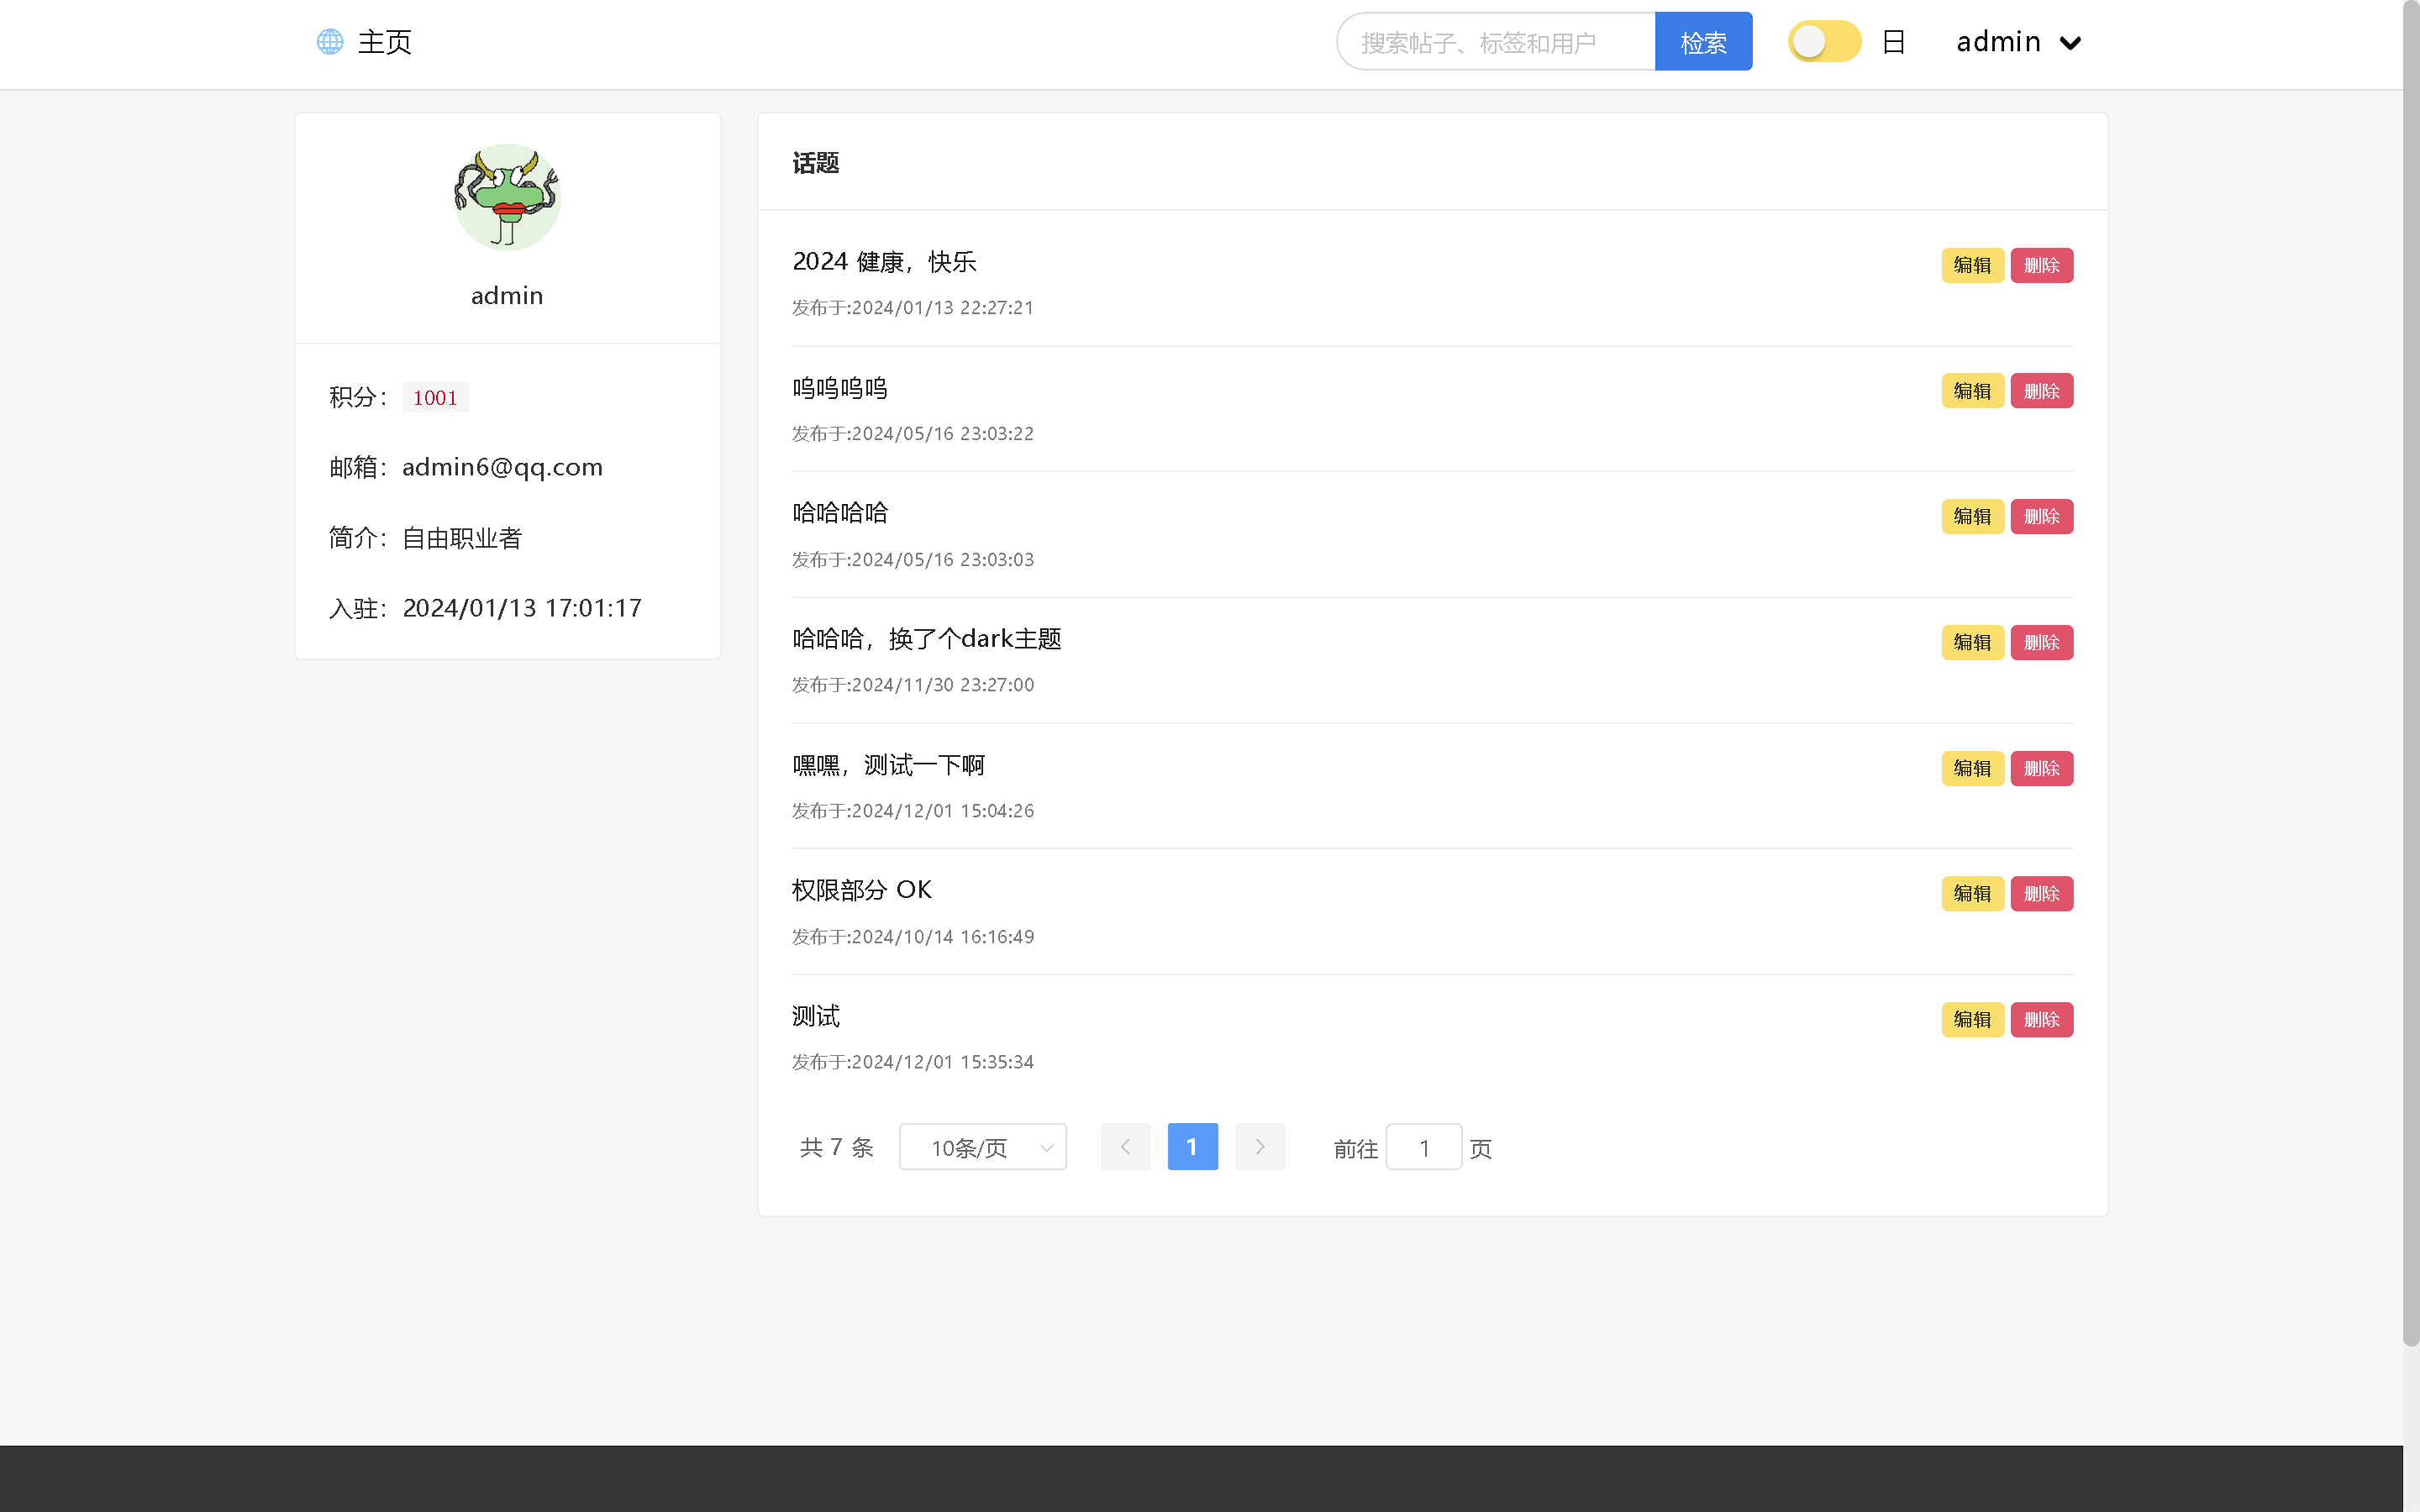 主页
搜索帖子、标签和用户
检索
日
admin
admin
积分： 1001
邮箱：admin6@qq.com
简介：自由职业者
入驻：2024/01/13 17:01:17
话题
2024 健康，快乐
编辑 删除
发布于:2024/01/13 22:27:21
呜呜呜呜
编辑 删除
发布于:2024/05/16 23:03:22
哈哈哈哈
编辑 删除
发布于:2024/05/16 23:03:03
哈哈哈，换了个dark主题
编辑 删除
发布于:2024/11/30 23:27:00
嘿嘿，测试一下啊
编辑 删除
发布于:2024/12/01 15:04:26
权限部分 OK
编辑 删除
发布于:2024/10/14 16:16:49
测试
编辑 删除
发布于:2024/12/01 15:35:34
共 7 条 10条/页 1 前往 1 页